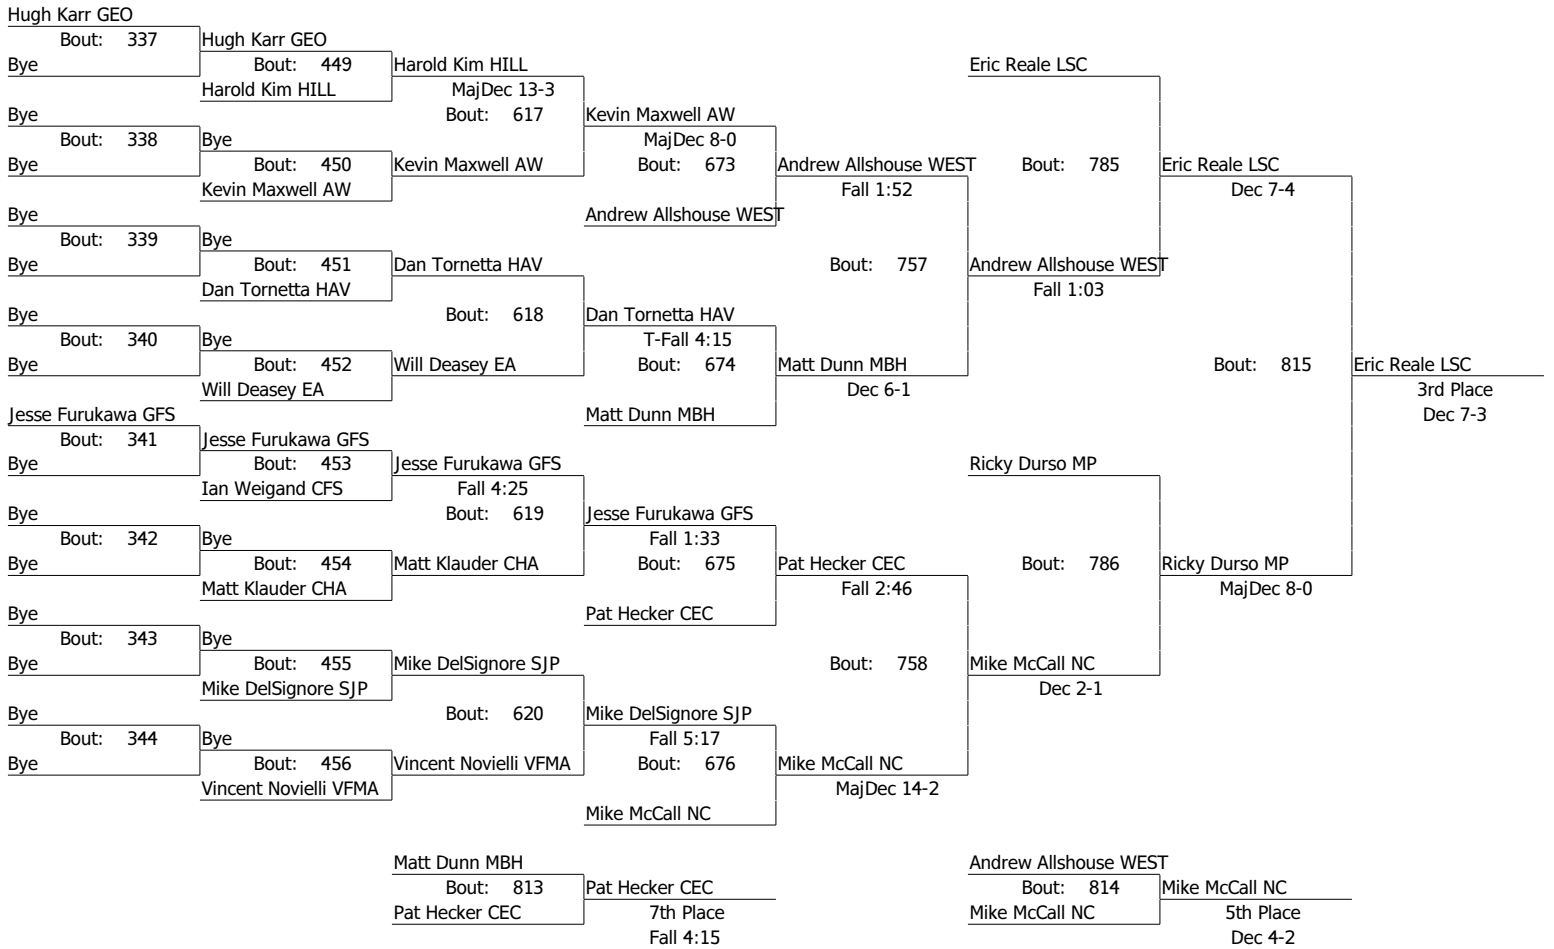 Hugh Karr GEO
Bout: 337
Hugh Karr GEO
Bye
Bout: 449
Harold Kim HILL
Eric Reale LSC
Harold Kim HILL
MajDec 13-3
Bye
Bout: 617
Kevin Maxwell AW
Bout: 338
Bye
MajDec 8-0
Bye
Bout: 450
Kevin Maxwell AW
Bout: 673
Andrew Allshouse WEST
Bout: 785
Eric Reale LSC
Kevin Maxwell AW
Fall 1:52
Dec 7-4
Bye
Andrew Allshouse WEST
Bout: 339
Bye
Bye
Bout: 451
Dan Tornetta HAV
Bout: 757
Andrew Allshouse WEST
Dan Tornetta HAV
Fall 1:03
Bye
Bout: 618
Dan Tornetta HAV
Bout: 340
Bye
T-Fall 4:15
Bye
Bout: 452
Will Deasey EA
Bout: 674
Matt Dunn MBH
Bout: 815
Eric Reale LSC
Will Deasey EA
Dec 6-1
3rd Place
Jesse Furukawa GFS
Matt Dunn MBH
Dec 7-3
Bout: 341
Jesse Furukawa GFS
Bye
Bout: 453
Jesse Furukawa GFS
Ricky Durso MP
Ian Weigand CFS
Fall 4:25
Bye
Bout: 619
Jesse Furukawa GFS
Bout: 342
Bye
Fall 1:33
Bye
Bout: 454
Matt Klauder CHA
Bout: 675
Pat Hecker CEC
Bout: 786
Ricky Durso MP
Matt Klauder CHA
Fall 2:46
MajDec 8-0
Bye
Pat Hecker CEC
Bout: 343
Bye
Bye
Bout: 455
Mike DelSignore SJP
Bout: 758
Mike McCall NC
Mike DelSignore SJP
Dec 2-1
Bye
Bout: 620
Mike DelSignore SJP
Bout: 344
Bye
Fall 5:17
Bye
Bout: 456
Vincent Novielli VFMA
Bout: 676
Mike McCall NC
Vincent Novielli VFMA
MajDec 14-2
Mike McCall NC
Matt Dunn MBH
Andrew Allshouse WEST
Bout: 813
Pat Hecker CEC
Bout: 814
Mike McCall NC
Pat Hecker CEC
7th Place
Mike McCall NC
5th Place
Fall 4:15
Dec 4-2